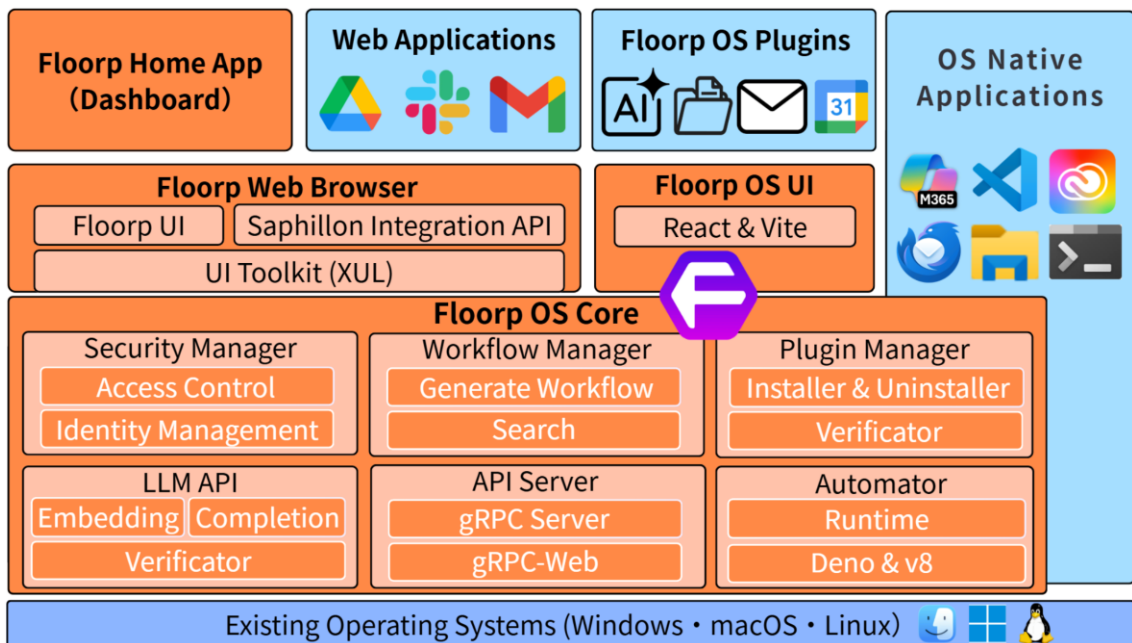 Floorp Home App
（Dashboard）
Web Applications
Floorp OS Plugins
AI
31
OS Native
Applications
M365
Floorp Web Browser
Floorp UI
Saphillon Integration API
UI Toolkit (XUL)
Floorp OS UI
React & Vite
Floorp OS Core
Security Manager
Access Control
Identity Management
Workflow Manager
Generate Workflow
Search
Plugin Manager
Installer & Uninstaller
Verificator
LLM API
Embedding
Completion
Verificator
API Server
gRPC Server
gRPC-Web
Automator
Runtime
Deno & v8
Existing Operating Systems (Windows・macOS・Linux）